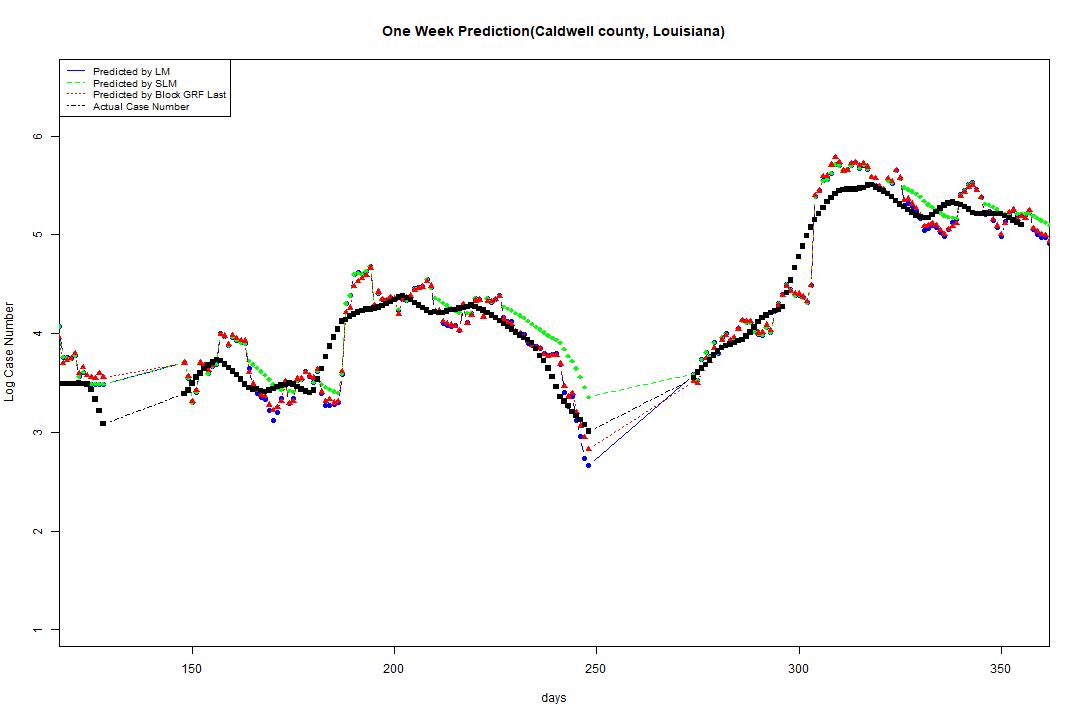 One Week Prediction(Caldwell county, Louisiana)
Predicted by LM
Predicted by SLM
Predicted by Block GRF Last
Actual Case Number
6
5
4
3
2
1
Log Case Number
150
200
250
300
350
days